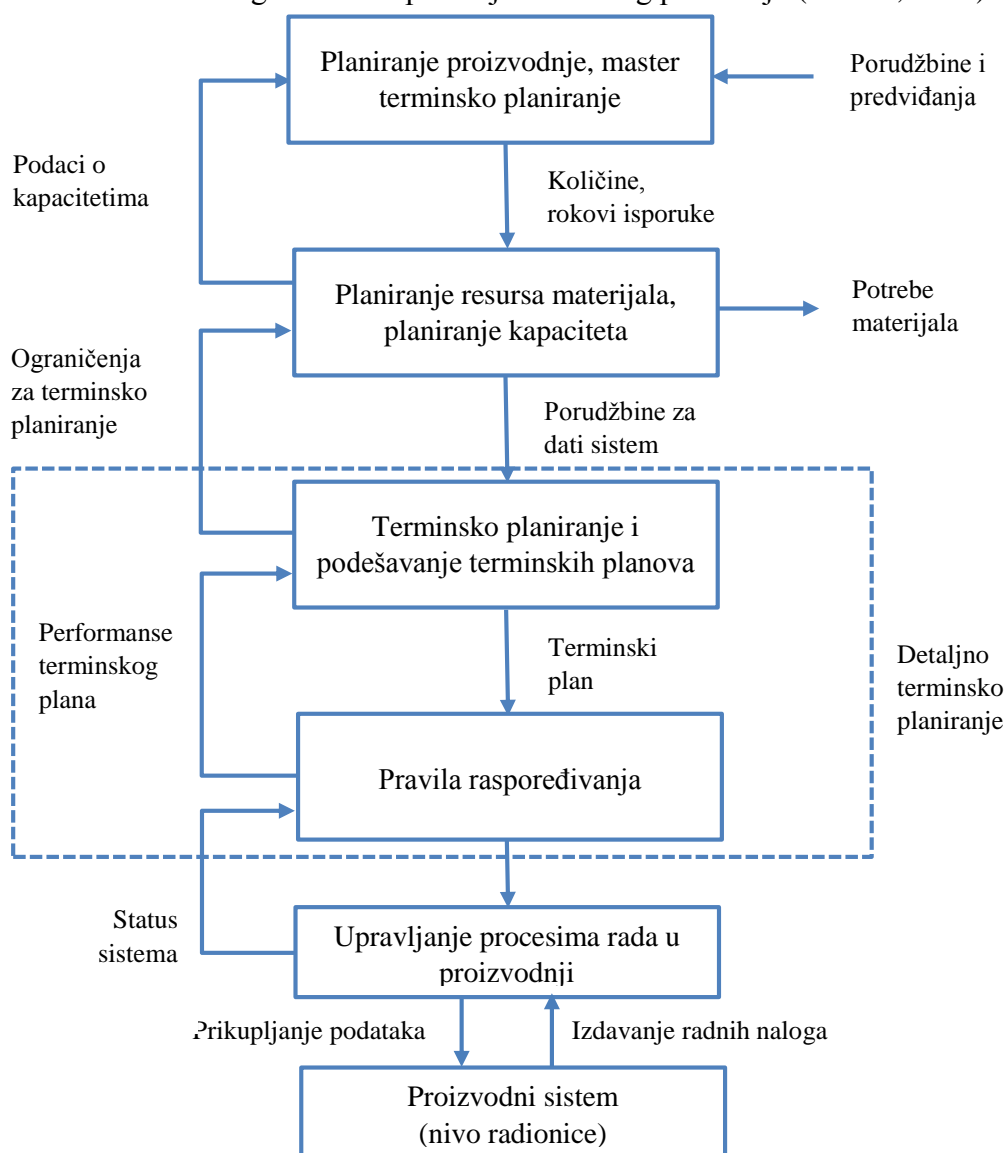 Planiranje proizvodnje, master
terminsko planiranje
Porudžbine i
predviđanja
Podaci o
kapacitetima
Količine,
rokovi isporuke
Planiranje resursa materijala,
planiranje kapaciteta
Potrebe
materijala
Ograničenja
za terminsko
planiranje
Porudžbine za
dati sistem
Terminsko planiranje i
podešavanje terminskih planova
Performanse
terminskog
plana
Terminski
plan
Detaljno
terminsko
planiranje
Pravila raspoređivanja
Status
sistema
Upravljanje procesima rada u
proizvodnji
Prikupljanje podataka
Izdavanje radnih naloga
Proizvodni sistem
(nivo radionice)